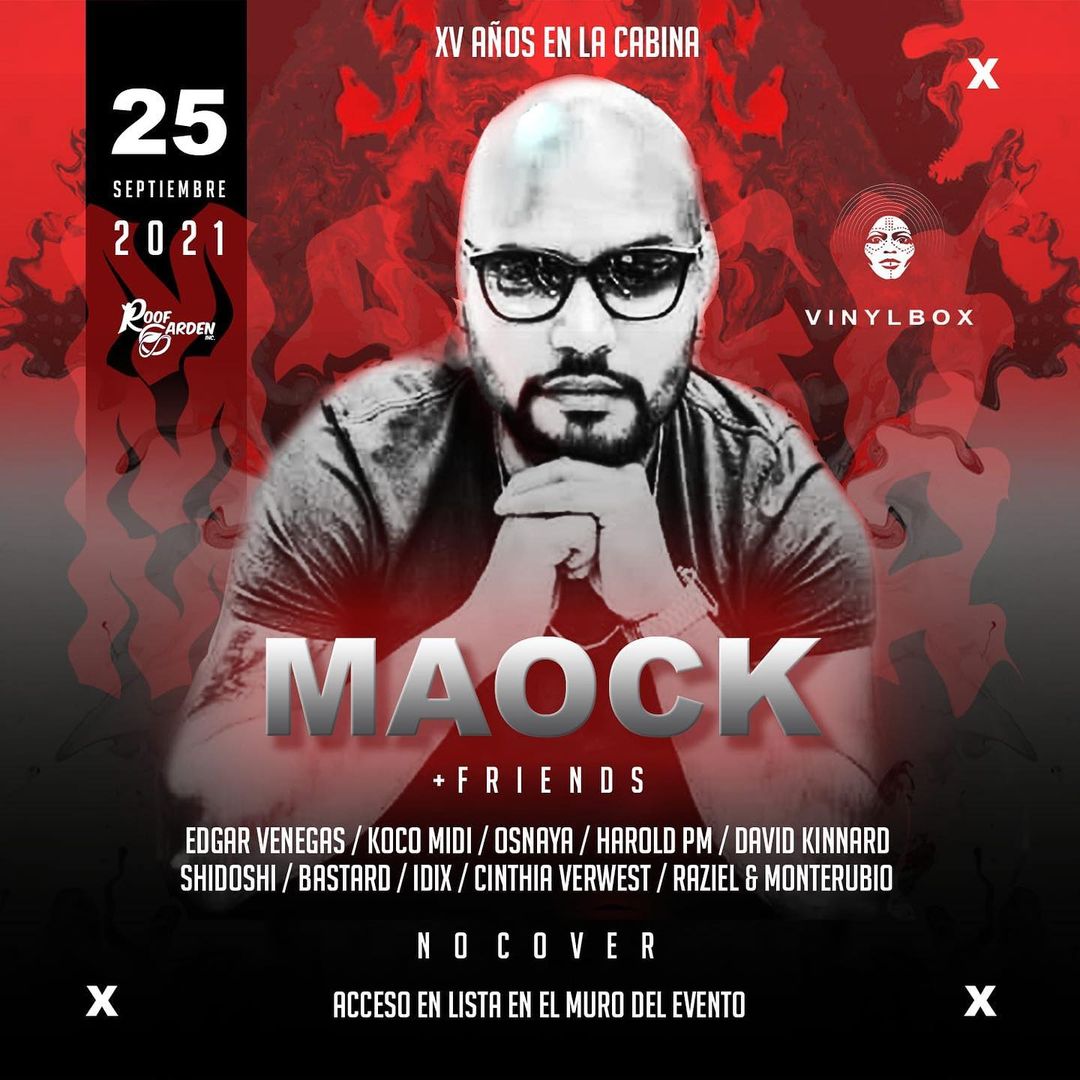 XV AÑOS EN LA CABINA
X
25
SEPTIEMBRE
2021
ROOF
GARDEN
INC.
VINYLBOX
MAOCK
+FRIENDS
EDGAR VENEGAS / KOCO MIDI / OSNAYA / HAROLD PM / DAVID KINNARD
SHIDOSHI / BASTARD / IDIX / CINTHIA VERWEST / RAZIEL & MONTERUBIO
NO COVER
X
ACCESO EN LISTA EN EL MURO DEL EVENTO
X